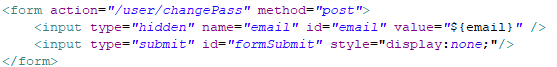 <form action="/user/changePass" method="post">
<input type="hidden" name="email" id="email" value="${email}" />
<input type="submit" id="formSubmit" style="display:none;"/>
</form>